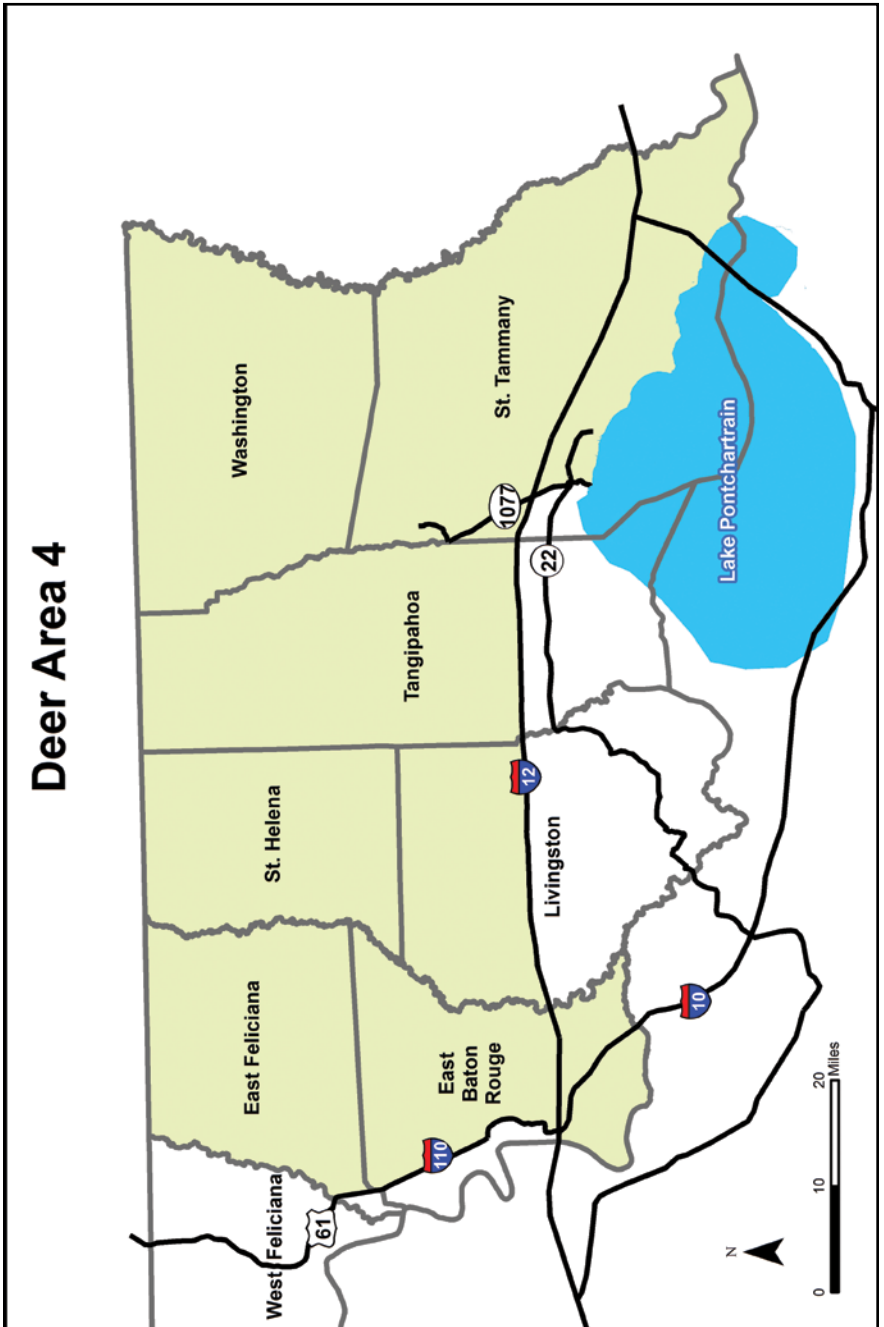 Deer Area 4
Washington
St. Tammany
1077
22
Tangipahoa
St. Helena
12
Livingston
Lake Pontchartrain
East Feliciana
East
Baton
Rouge
110
10
West Feliciana
61
N
0 10 20
Miles